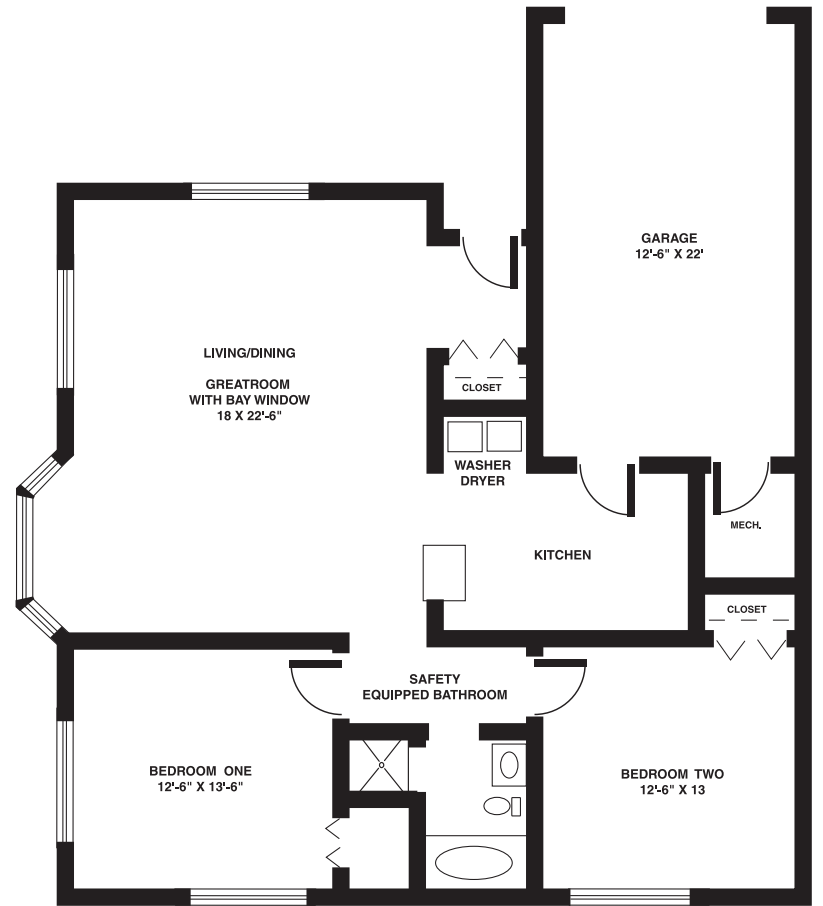 GARAGE
12'-6" X 22'
LIVING/DINING
GREATROOM
WITH BAY WINDOW
18 X 22'-6"
CLOSET
WASHER
DRYER
MECH.
KITCHEN
CLOSET
SAFETY
EQUIPPED BATHROOM
BEDROOM ONE
12'-6" X 13'-6"
BEDROOM TWO
12'-6" X 13